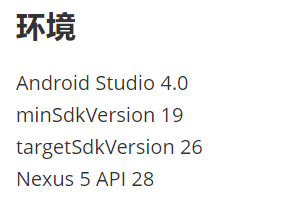 环境
Android Studio 4.0
minSdkVersion 19
targetSdkVersion 26
Nexus 5 API 28